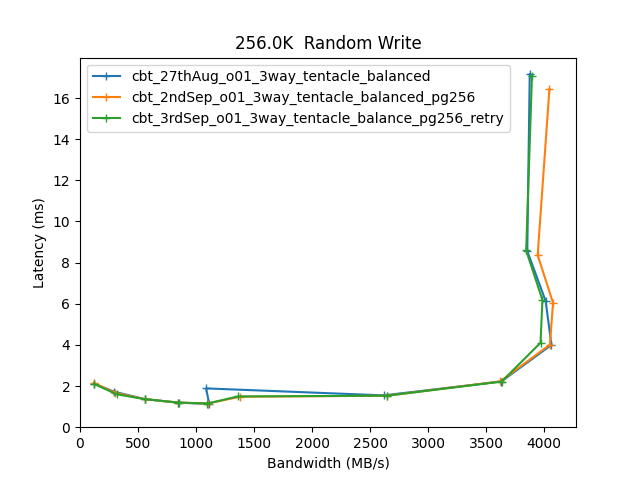 256.0K  Random Write
cbt_27thAug_o01_3way_tentacle_balanced
cbt_2ndSep_o01_3way_tentacle_balanced_pg256
cbt_3rdSep_o01_3way_tentacle_balance_pg256_retry
16
14
12
10
8
6
4
2
0
Latency (ms)
0 500 1000 1500 2000 2500 3000 3500 4000
Bandwidth (MB/s)